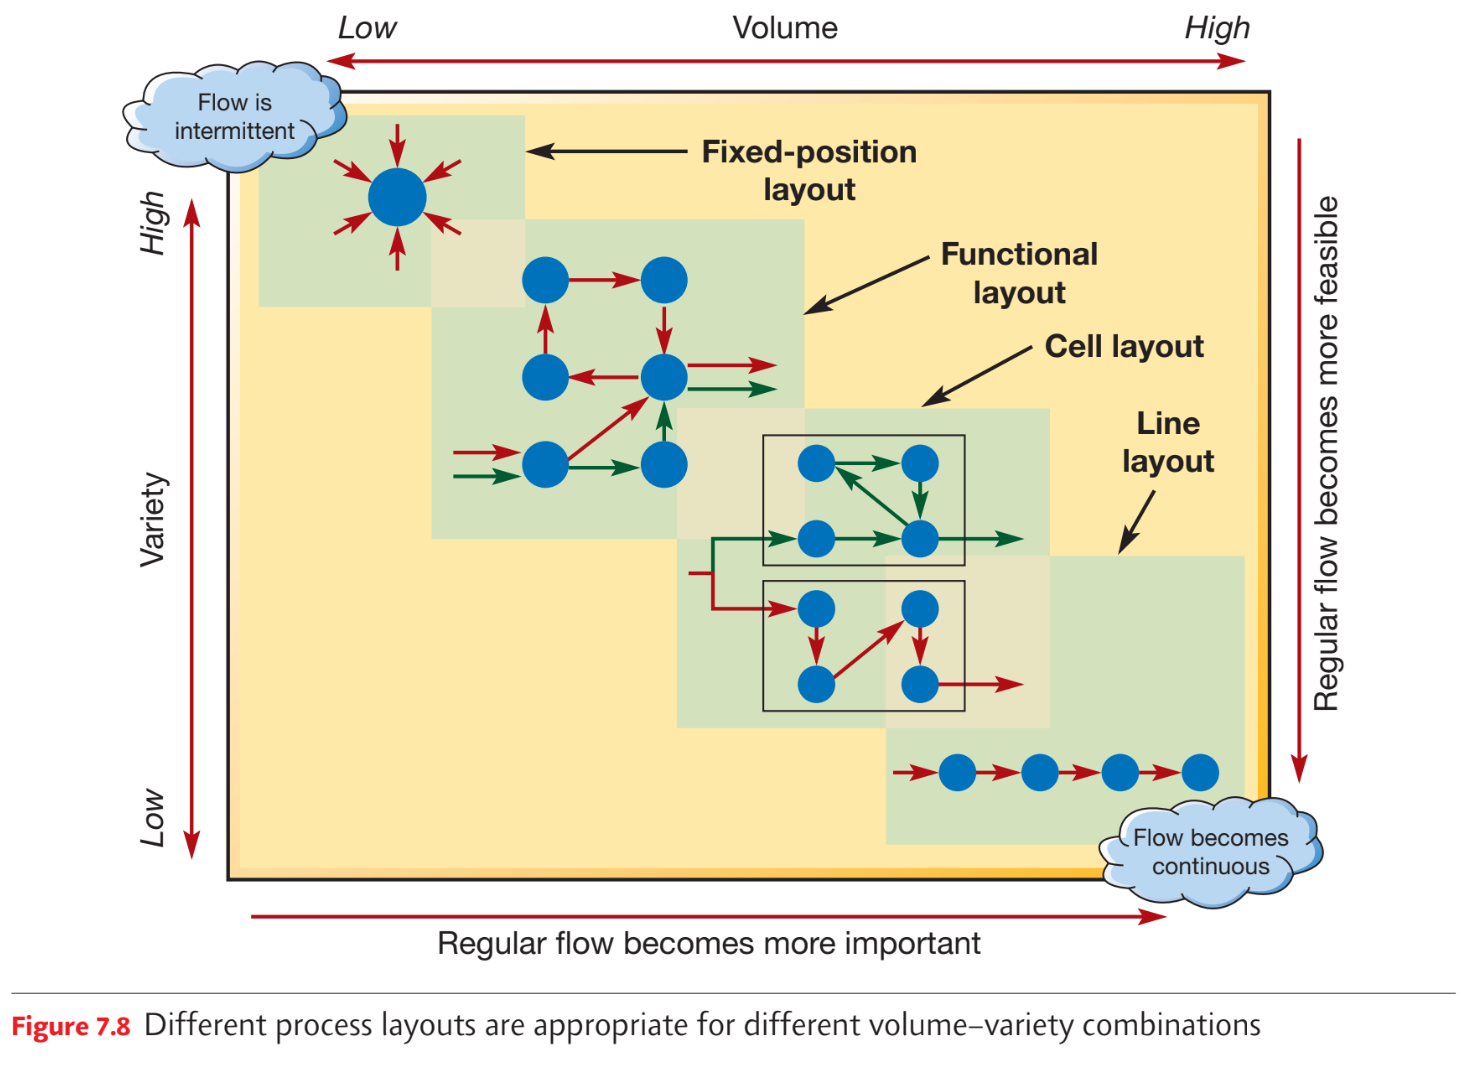 Low Volume High
Flow is
intermittent
Fixed-position
layout
High
Variety
Low
Functional
layout
Cell layout
Line
layout
Regular flow becomes more feasible
Flow becomes
continuous
Regular flow becomes more important
Figure 7.8 Different process layouts are appropriate for different volume–variety combinations